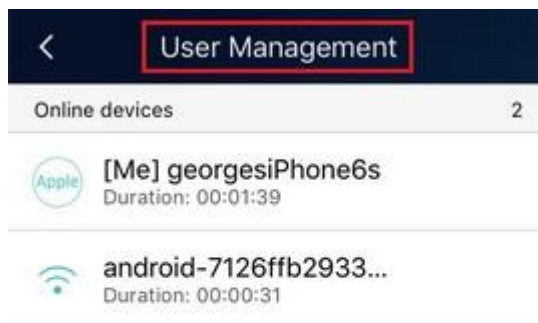 User Management
Online devices 2
Apple
[Me] georgesiPhone6s
Duration: 00:01:39
android-7126ffb2933...
Duration: 00:00:31